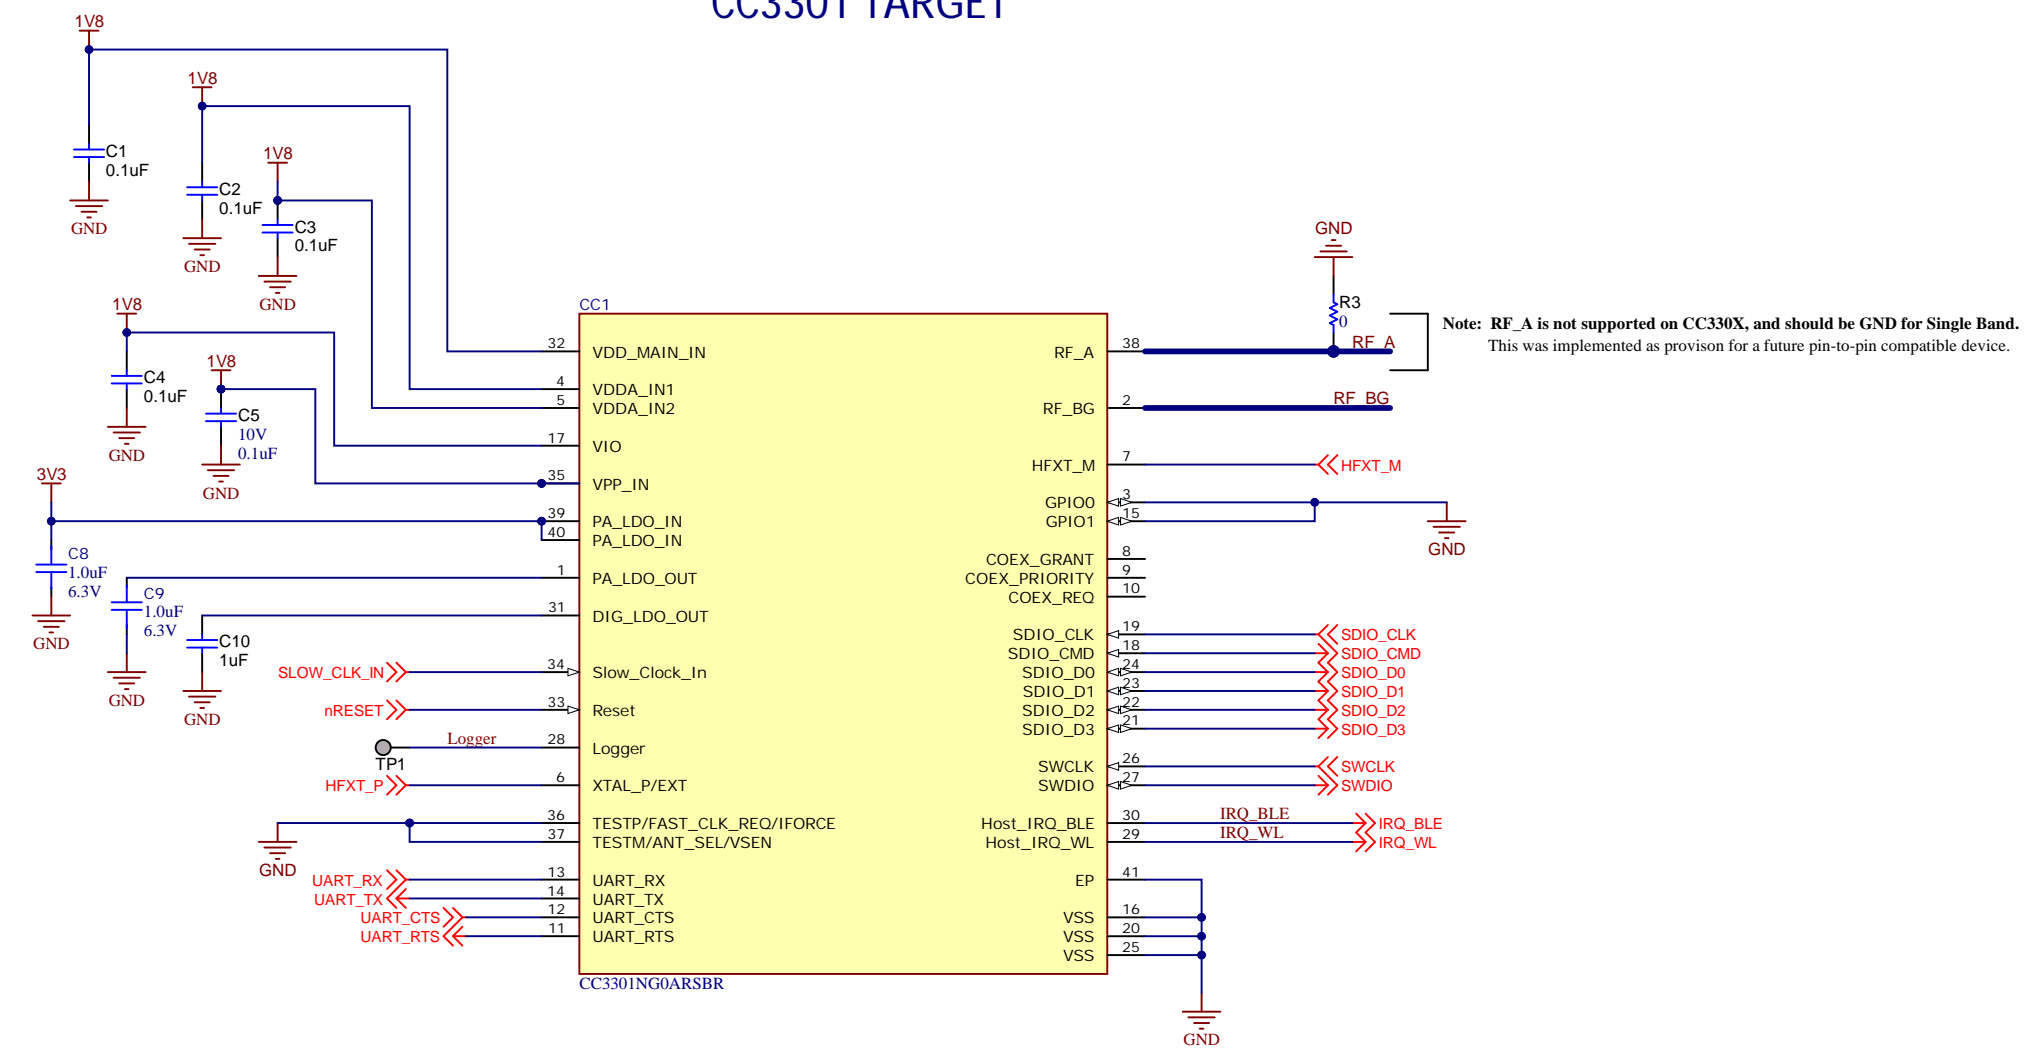 CC3301 TARGET
1V8
C1
0.1uF
GND
1V8
C2
0.1uF
GND
1V8
C3
0.1uF
GND
1V8
C4
0.1uF
GND
1V8
C5
10V
0.1uF
GND
3V3
C8
1.0uF
6.3V
GND
C9
1.0uF
6.3V
GND
C10
1uF
GND
SLOW_CLK_IN
nRESET
Logger
TP1
HFXT_P
GND
UART_RX
UART_TX
UART_CTS
UART_RTS
CC1
32 VDD_MAIN_IN
4 VDDA_IN1
5 VDDA_IN2
17 VIO
35 VPP_IN
39 PA_LDO_IN
40 PA_LDO_IN
1 PA_LDO_OUT
31 DIG_LDO_OUT
34 Slow_Clock_In
33 Reset
28 Logger
6 XTAL_P/EXT
36 TESTP/FAST_CLK_REQ/IFORCE
37 TESTM/ANT_SEL/VSEN
13 UART_RX
14 UART_TX
12 UART_CTS
11 UART_RTS
CC3301NG0ARSBR
RF_A 38
RF_BG 2
HFXT_M 7
GPIO0 3
GPIO1 15
COEX_GRANT 8
COEX_PRIORITY 9
COEX_REQ 10
SDIO_CLK 19
SDIO_CMD 18
SDIO_D0 24
SDIO_D1 23
SDIO_D2 22
SDIO_D3 21
SWCLK 26
SWDIO 27
Host_IRQ_BLE 30
Host_IRQ_WL 29
EP 41
VSS 16
VSS 20
VSS 25
GND
R3
0
RF_A
Note: RF_A is not supported on CC330X, and should be GND for Single Band.
This was implemented as provison for a future pin-to-pin compatible device.
RF_BG
HFXT_M
GND
SDIO_CLK
SDIO_CMD
SDIO_D0
SDIO_D1
SDIO_D2
SDIO_D3
SWCLK
SWDIO
IRQ_BLE IRQ_BLE
IRQ_WL IRQ_WL
GND